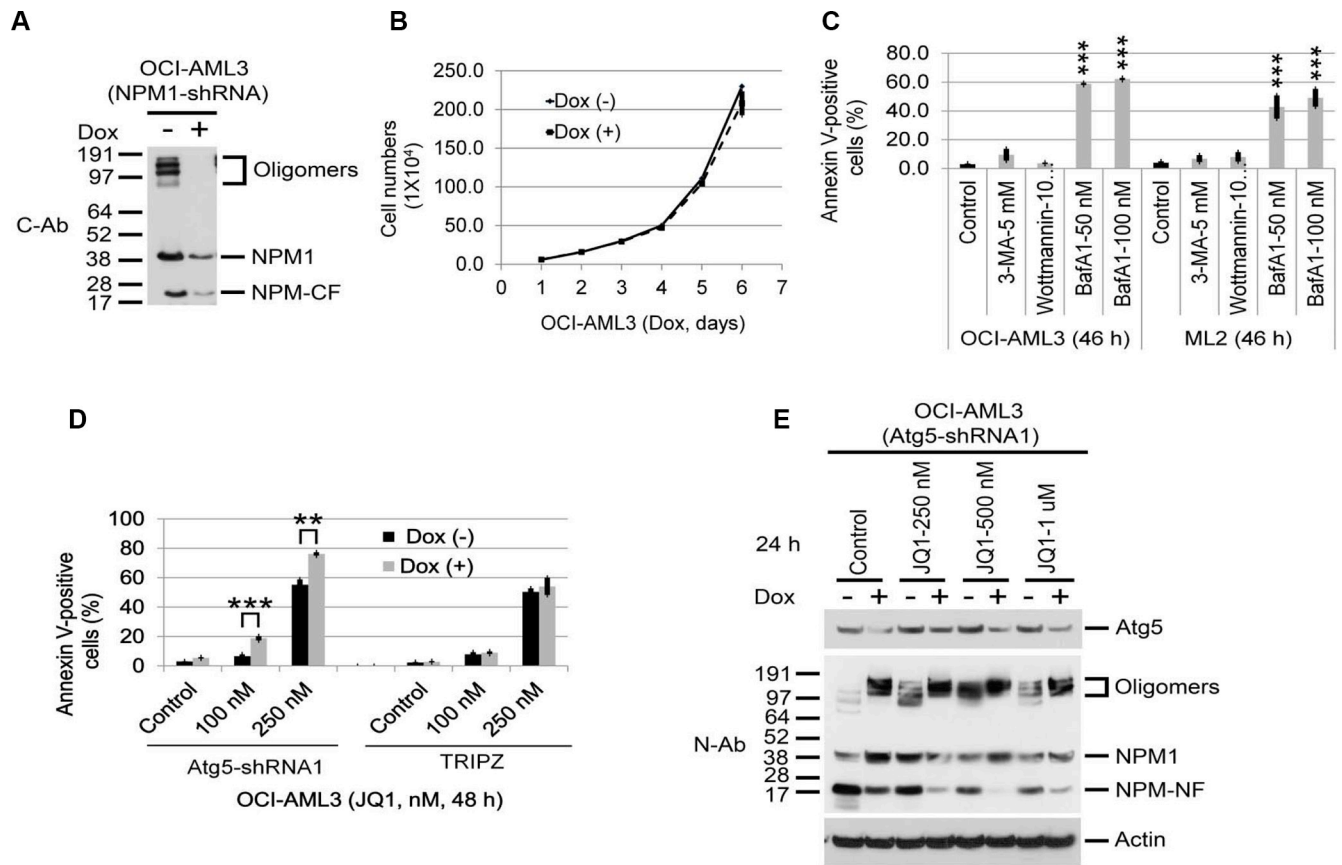 A
OCI-AML3
(NPM1-shRNA)
Dox - +
191
97
64
52
38
28
17
C-Ab
Oligomers
NPM1
NPM-CF
B
Cell numbers
(1X10⁴)
250.0
200.0
150.0
100.0
50.0
0.0
Dox (-)
Dox (+)
0 1 2 3 4 5 6 7
OCI-AML3 (Dox, days)
C
Annexin V-positive
cells (%)
80.0
60.0
40.0
20.0
0.0
*** *** *** ***
Control
3-MA-5 mM
Wottmannin-10...
BafA1-50 nM
BafA1-100 nM
Control
3-MA-5 mM
Wottmannin-10...
BafA1-50 nM
BafA1-100 nM
OCI-AML3 (46 h) ML2 (46 h)
D
Annexin V-positive
cells (%)
100
80
60
40
20
0
***
**
Dox (-)
Dox (+)
Control
100 nM
250 nM
Control
100 nM
250 nM
Atg5-shRNA1 TRIPZ
OCI-AML3 (JQ1, nM, 48 h)
E
OCI-AML3
(Atg5-shRNA1)
24 h
Control
JQ1-250 nM
JQ1-500 nM
JQ1-1 uM
Dox - + - + - + - +
Atg5
191
97
64
52
38
28
17
N-Ab
Oligomers
NPM1
NPM-NF
Actin